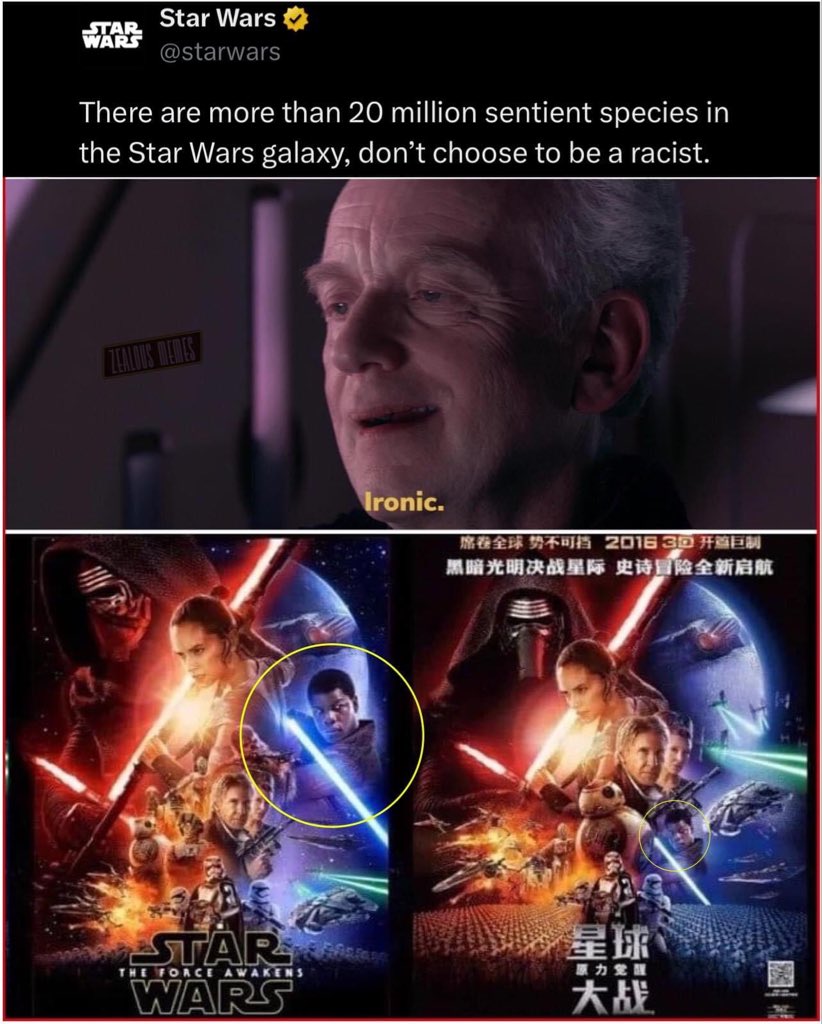 STAR
WARS
Star Wars
@starwars
There are more than 20 million sentient species in
the Star Wars galaxy, don't choose to be a racist.
ZEALOUS MEMES
Ironic.
STAR
THE FORCE AWAKENS
WARS
席卷全球 势不可挡 2016 3D 开篇巨制
黑暗光明决战星际 史诗冒险全新启航
星球
原力觉醒
大战